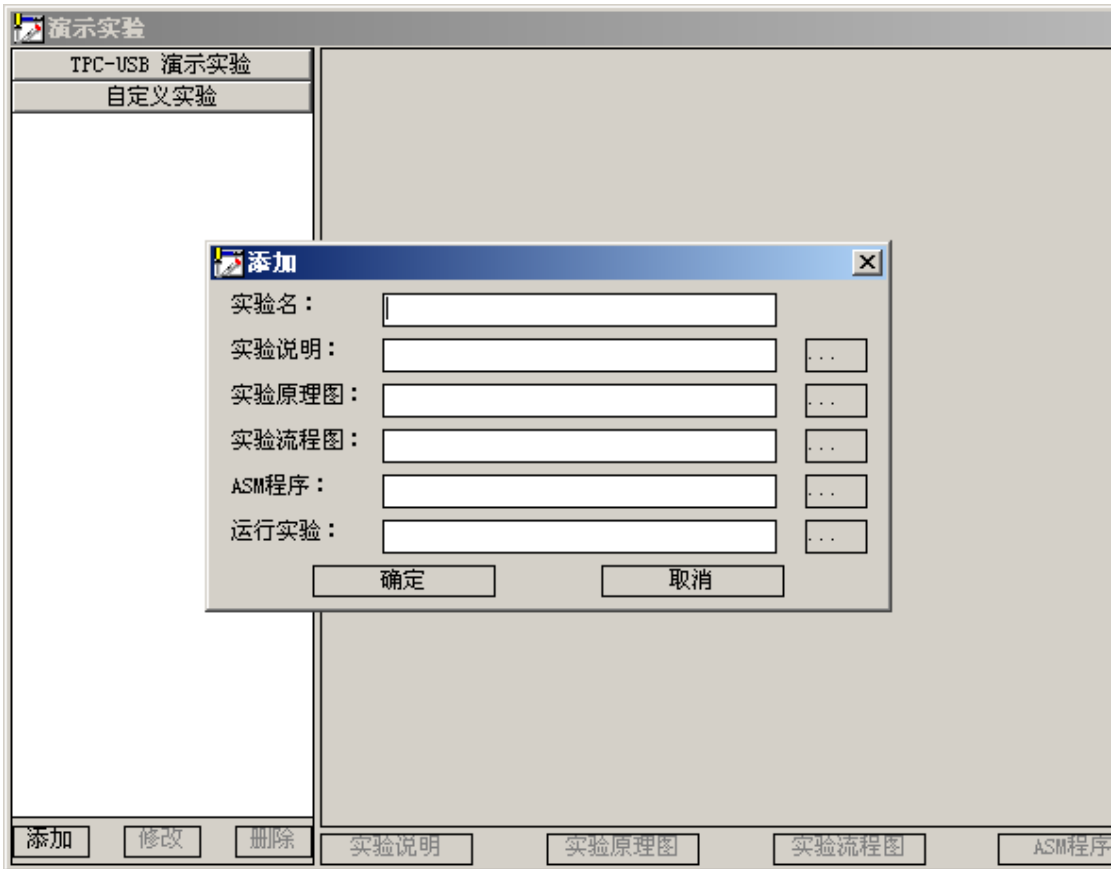 演示实验
TPC-USB 演示实验
自定义实验
添加
实验名：
实验说明：
...
实验原理图：
...
实验流程图：
...
ASM程序：
...
运行实验：
...
确定
取消
添加
修改
删除
实验说明
实验原理图
实验流程图
ASM程序